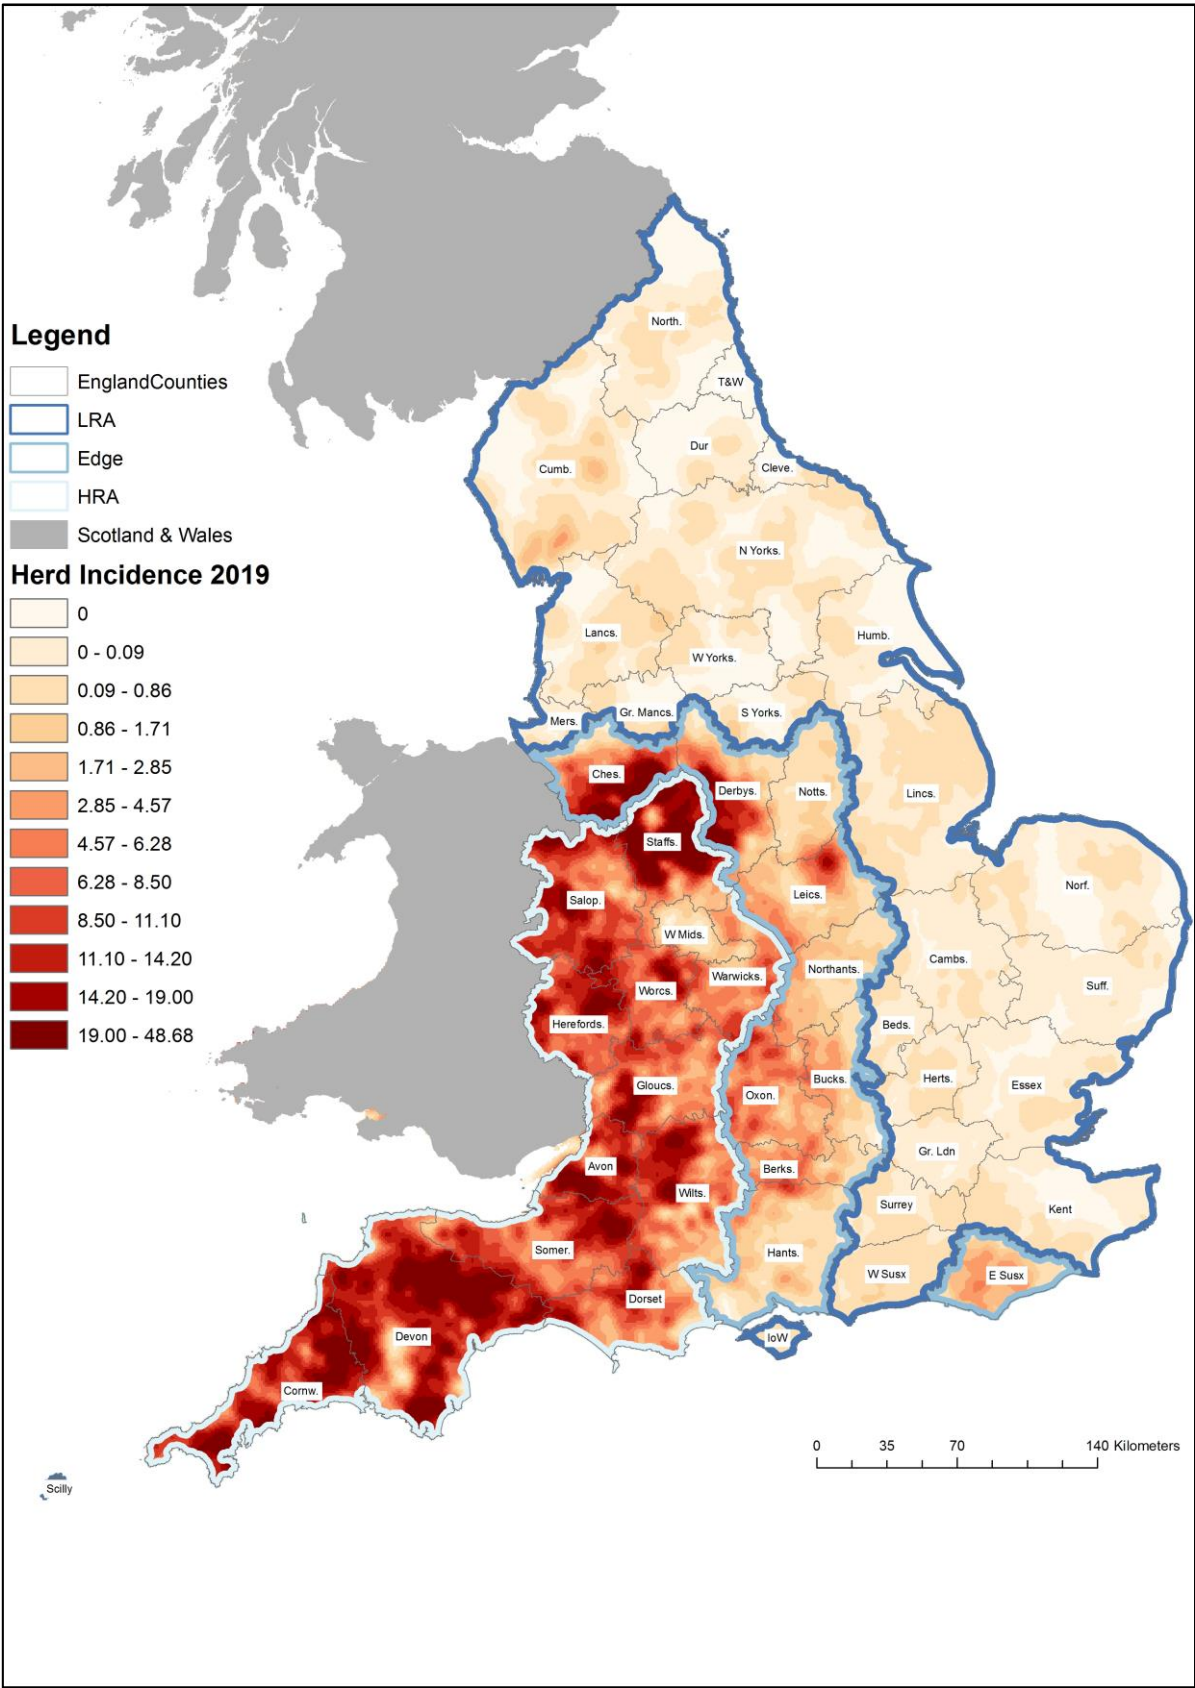 Legend
EnglandCounties
LRA
Edge
HRA
Scotland & Wales
Herd Incidence 2019
0
0 - 0.09
0.09 - 0.86
0.86 - 1.71
1.71 - 2.85
2.85 - 4.57
4.57 - 6.28
6.28 - 8.50
8.50 - 11.10
11.10 - 14.20
14.20 - 19.00
19.00 - 48.68
North.
T&W
Dur
Cleve.
Cumb.
N Yorks.
Lancs.
Humb.
W Yorks.
Gr. Mancs.
S Yorks.
Mers.
Ches.
Derbys.
Notts.
Lincs.
Staffs.
Norf.
Leics.
Salop.
W Mids.
Cambs.
Northants.
Warwicks.
Suff.
Worcs.
Herefords.
Beds.
Herts.
Bucks.
Essex
Gloucs.
Oxon.
Gr. Ldn
Avon
Berks.
Wilts.
Surrey
Kent
Somer.
Hants.
W Susx
E Susx
Dorset
IoW
Devon
Cornw.
Scilly
0 35 70 140 Kilometers